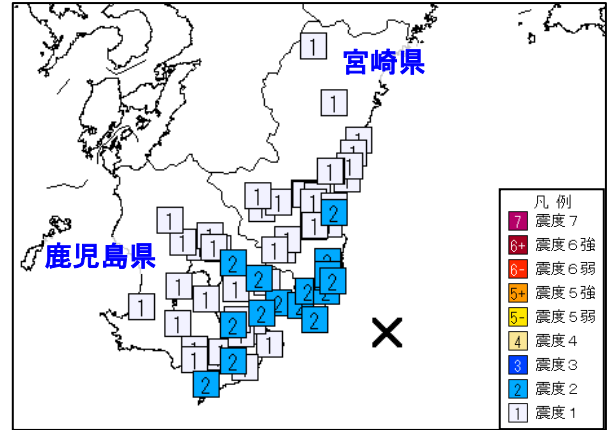 宮崎県
鹿児島県
凡例
7 震度7
6+ 震度6強
6- 震度6弱
5+ 震度5強
5- 震度5弱
4 震度4
3 震度3
2 震度2
1 震度1